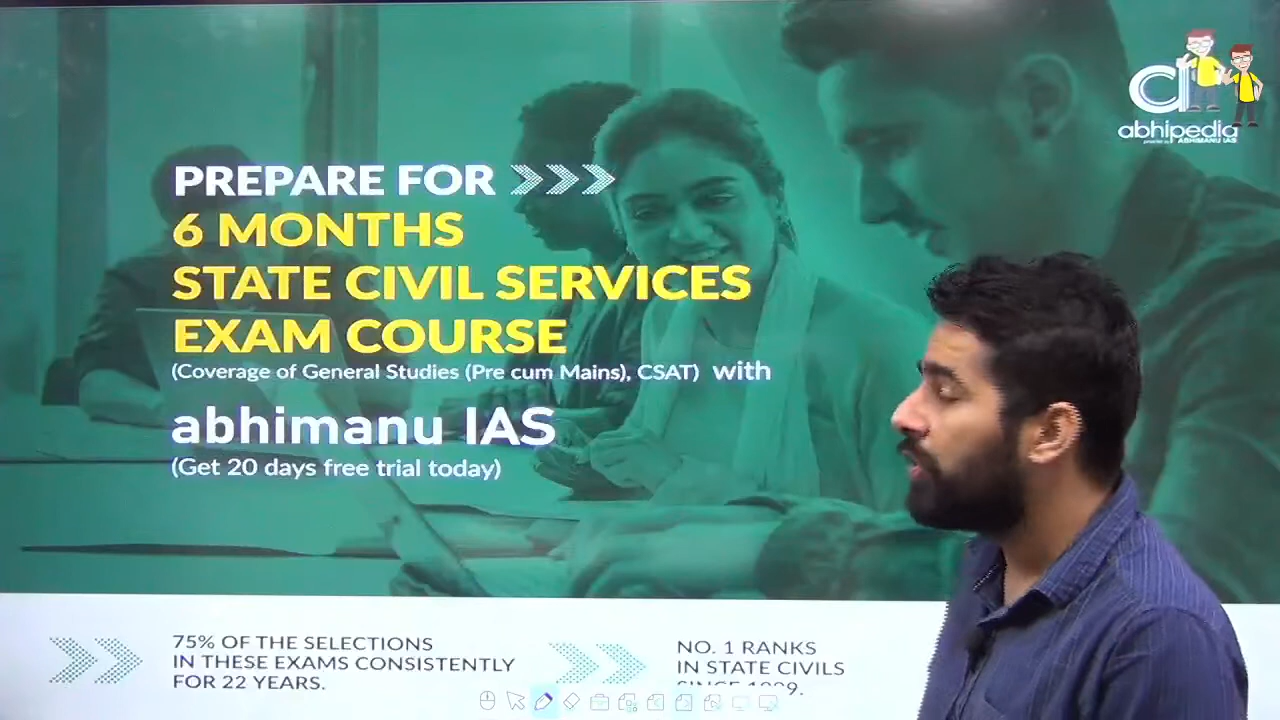 abhipedia
ABHIMANU IAS
PREPARE FOR
6 MONTHS
STATE CIVIL SERVICES
EXAM COURSE
(Coverage of General Studies (Pre cum Mains), CSAT) with
abhimanu IAS
(Get 20 days free trial today)
75% OF THE SELECTIONS
IN THESE EXAMS CONSISTENTLY
FOR 22 YEARS.
NO. 1 RANKS
IN STATE CIVILS